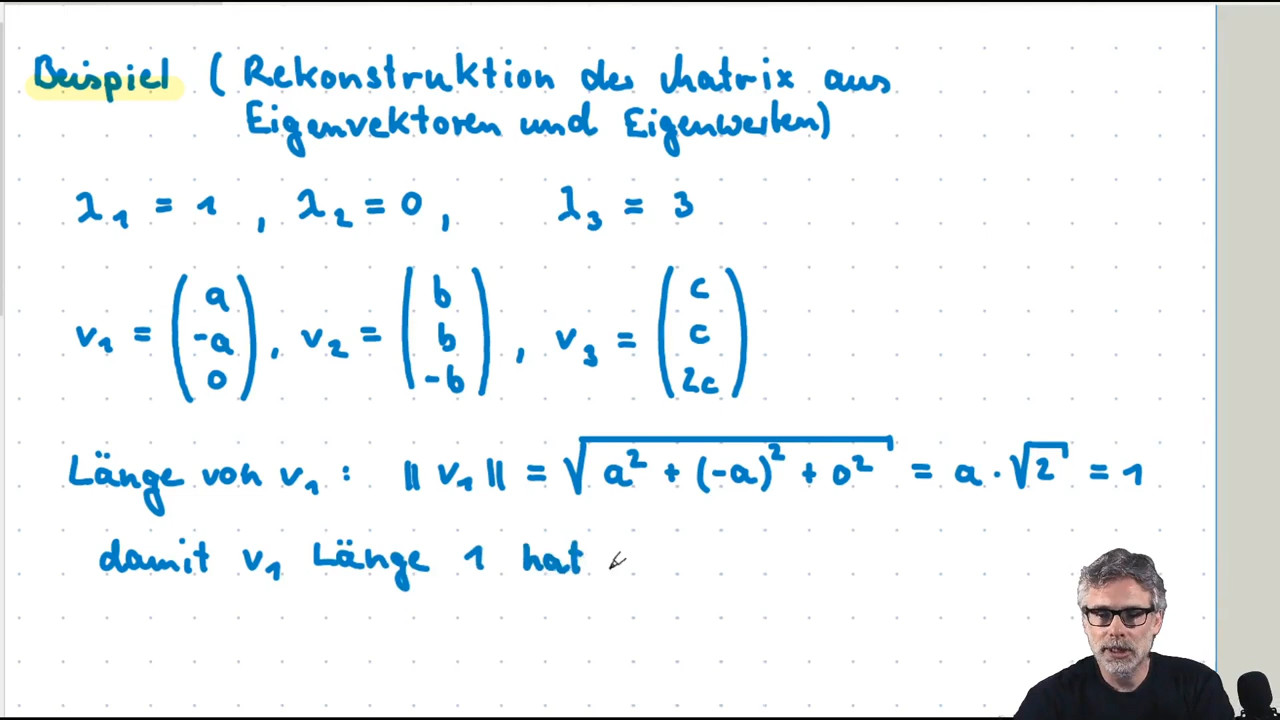 Beispiel (Rekonstruktion der Matrix aus
Eigenvektoren und Eigenwerten)
λ₁ = 1, λ₂ = 0, λ₃ = 3
v₁ = (a, -a, 0), v₂ = (b, b, -b), v₃ = (c, c, 2c)
Länge von v₁: ‖v₁‖ = √(a² + (-a)² + 0²) = a · √2 = 1
damit v₁ Länge 1 hat